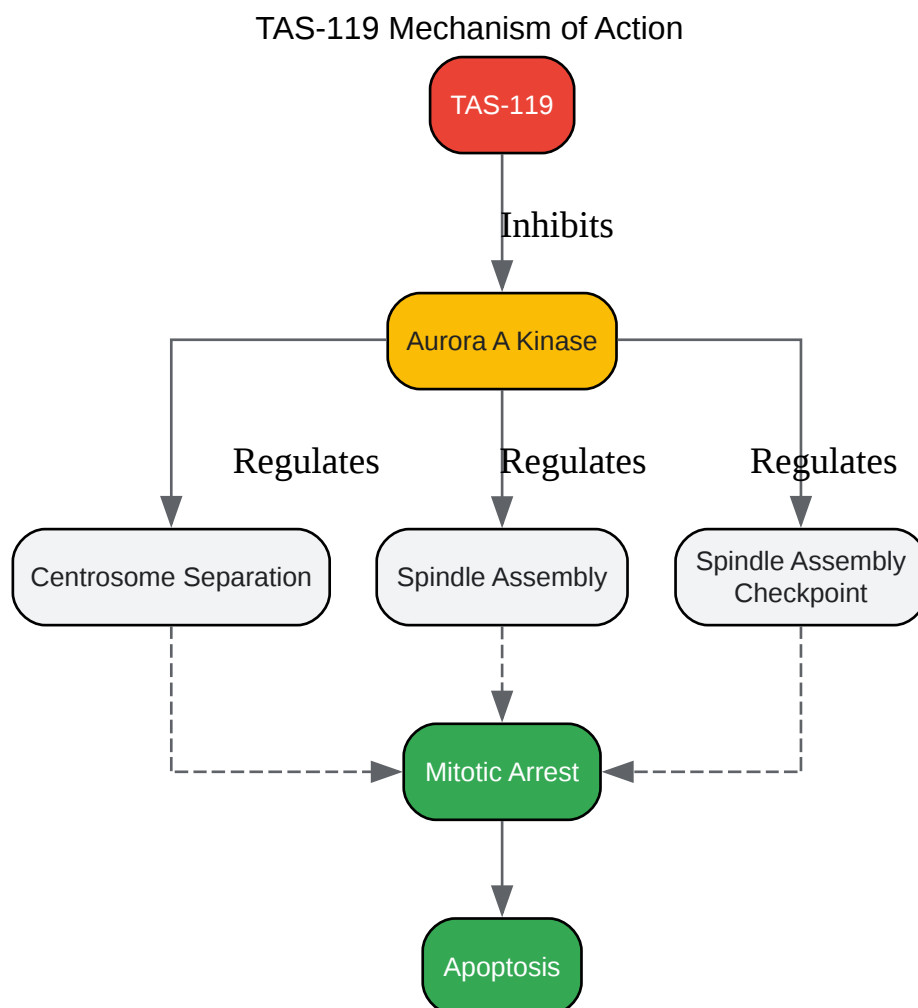 TAS-119 Mechanism of Action
TAS-119
Inhibits
Aurora A Kinase
Regulates
Regulates
Regulates
Centrosome Separation
Spindle Assembly
Spindle Assembly
Checkpoint
Mitotic Arrest
Apoptosis